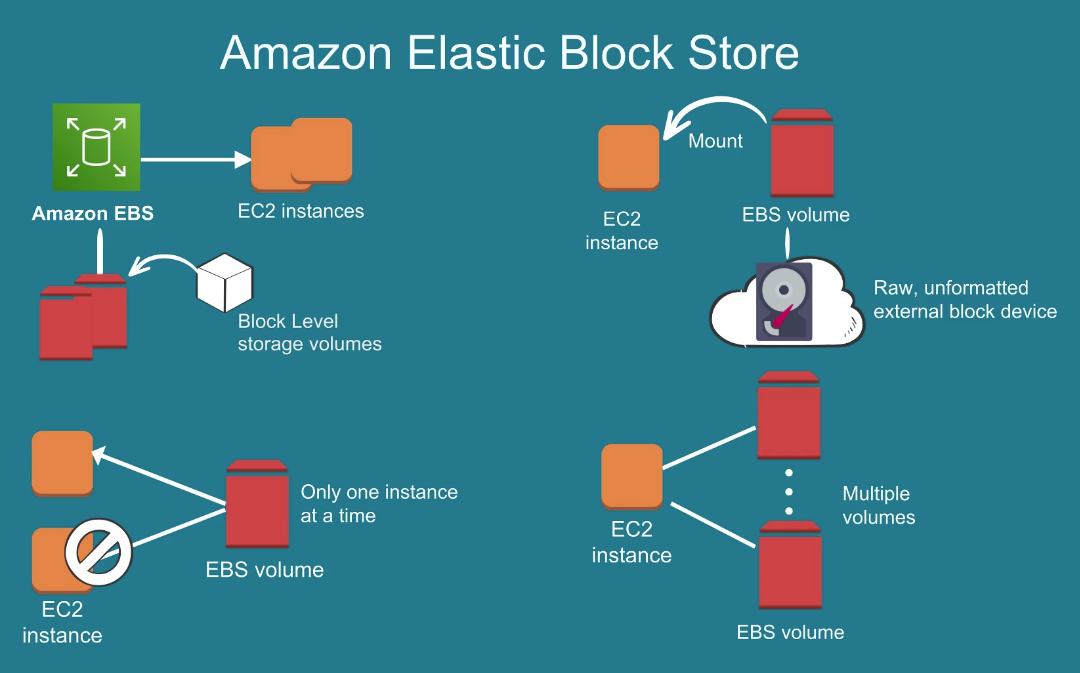 Amazon Elastic Block Store
Amazon EBS
EC2 instances
Block Level
storage volumes
Mount
EC2
instance
EBS volume
Raw, unformatted
external block device
Only one instance
at a time
EBS volume
EC2
instance
EC2
instance
Multiple
volumes
EBS volume